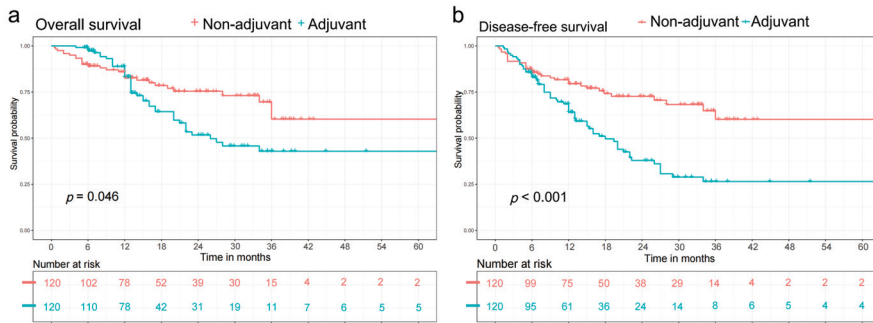 a
Overall survival
Non-adjuvant Adjuvant
1.00
0.75
0.50
0.25
0.00
Survival probability
p = 0.046
0 6 12 18 24 30 36 42 48 54 60
Time in months
Number at risk
120 102 78 52 39 30 15 4 2 2 2
120 110 78 42 31 19 11 7 6 5 5
b
Disease-free survival
Non-adjuvant Adjuvant
1.00
0.75
0.50
0.25
0.00
Survival probability
p < 0.001
0 6 12 18 24 30 36 42 48 54 60
Time in months
Number at risk
120 99 75 50 38 29 14 4 2 2 2
120 95 61 36 24 14 8 6 5 4 4